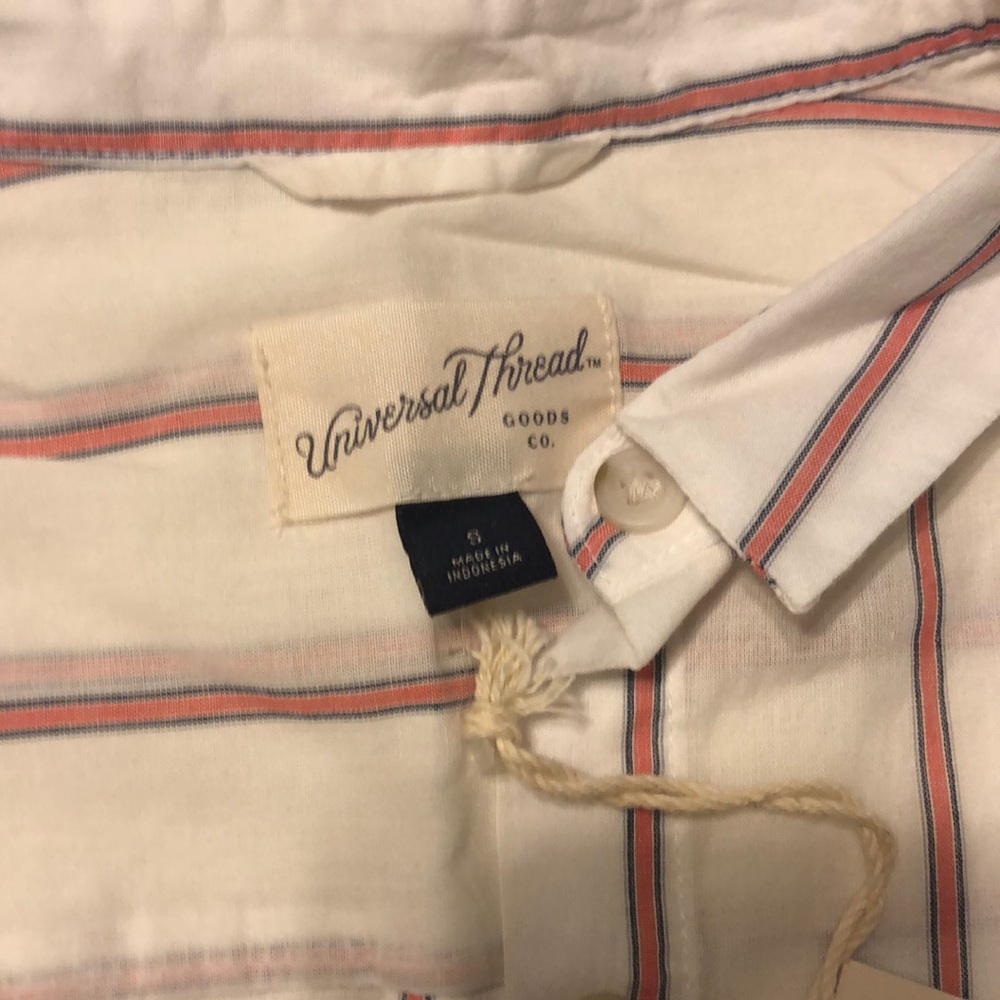 Universal Thread™
GOODS
CO.
S
MADE IN
INDONESIA